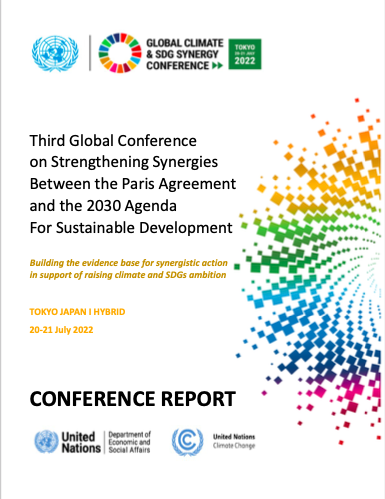 GLOBAL CLIMATE
& SDG SYNERGY
CONFERENCE
TOKYO
20-21 JULY
2022
Third Global Conference
on Strengthening Synergies
Between the Paris Agreement
and the 2030 Agenda
For Sustainable Development
Building the evidence base for synergistic action
in support of raising climate and SDGs ambition
TOKYO JAPAN I HYBRID
20-21 July 2022
CONFERENCE REPORT
United
Nations
Department of
Economic and
Social Affairs
United Nations
Climate Change